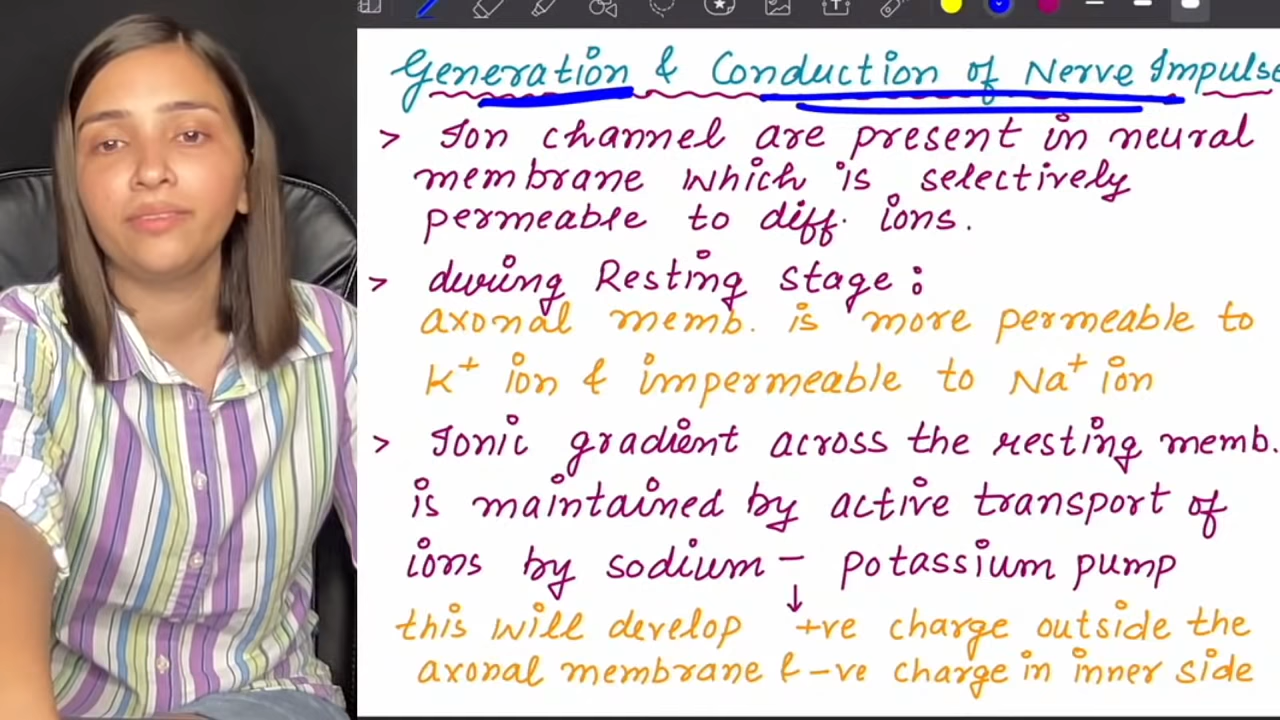 Generation & Conduction of Nerve Impulse
> Ion channel are present in neural
membrane which is selectively
permeable to diff. ions.
> during Resting Stage:
axonal memb. is more permeable to
K+ ion & impermeable to Na+ ion
> Ionic gradient across the resting memb.
is maintained by active transport of
ions by sodium - potassium pump
↓
this will develop +ve charge outside the
axonal membrane & -ve charge in inner side